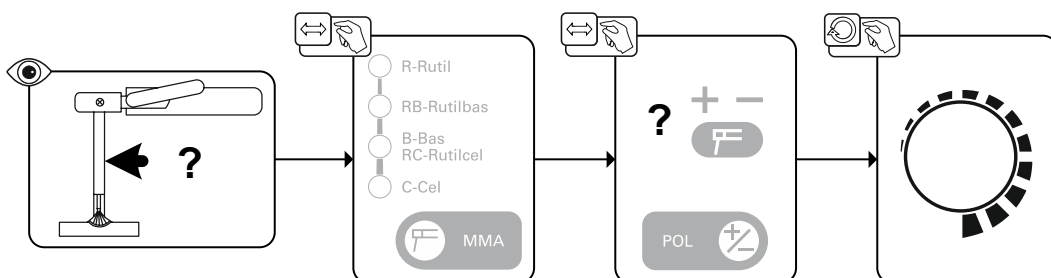 ?
R-Rutil
RB-Rutilbas
B-Bas
RC-Rutilcel
C-Cel
MMA
?
+ −
POL
+/−